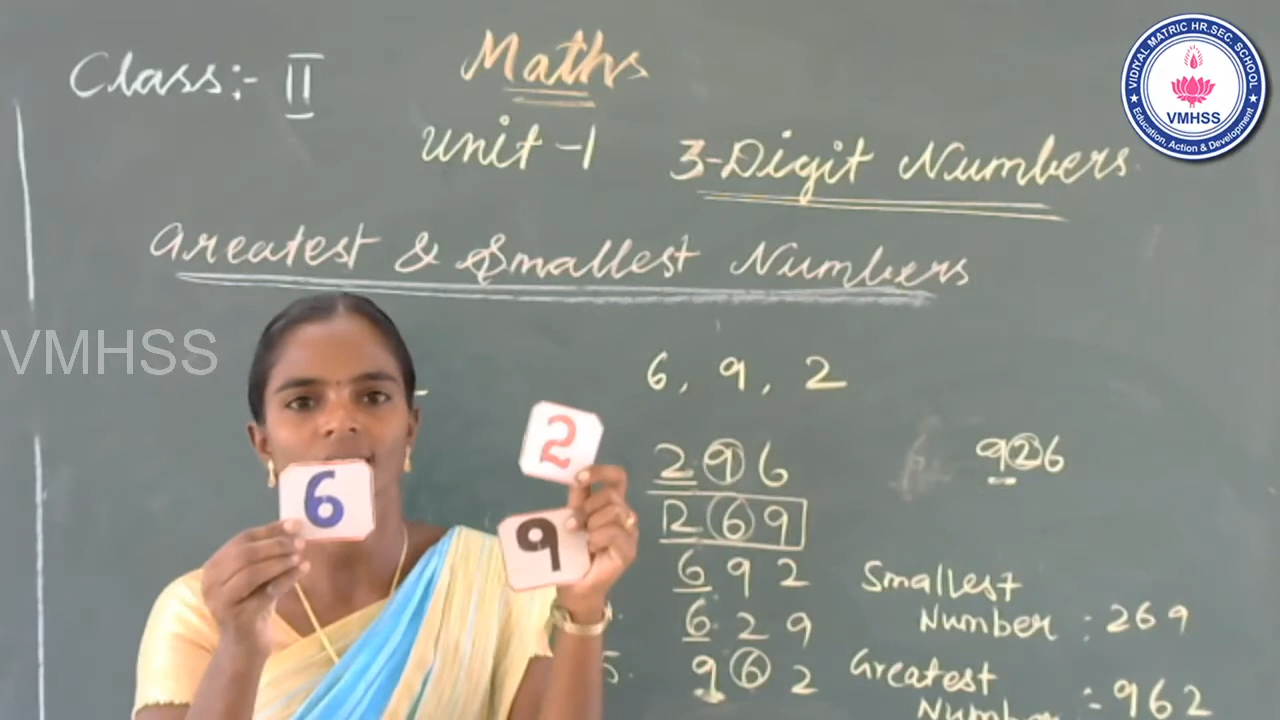 Class:- II
Maths
Unit-1
3-Digit Numbers
Greatest & Smallest Numbers
VIDIYAL MATRIC HR.SEC. SCHOOL
VMHSS
Education, Action & Development
VMHSS
6, 9, 2
2
6
9
296
269
692
629
5. 962
926
Smallest
Number : 269
Greatest
Number :- 962